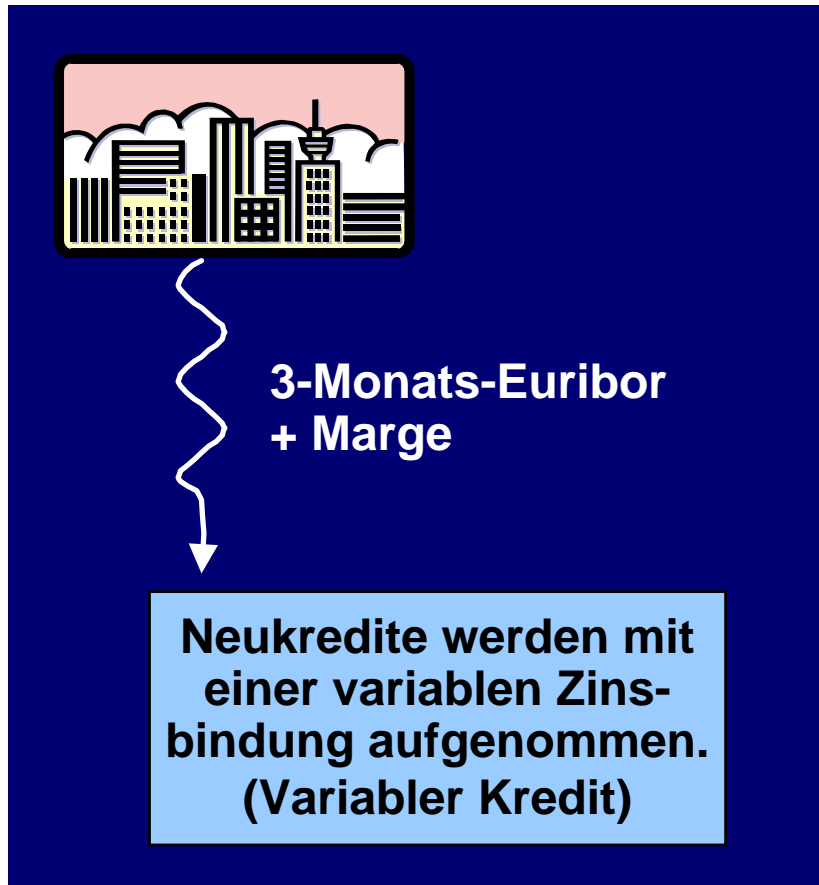 3-Monats-Euribor
+ Marge
Neukredite werden mit
einer variablen Zins-
bindung aufgenommen.
(Variabler Kredit)